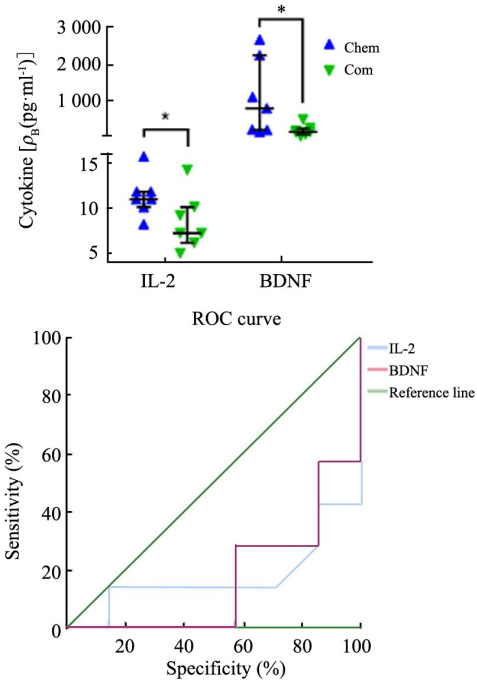 Cytokine [ρB(pg·ml-1)]
3 000
2 000
1 000
15
10
5
*
*
Chem
Com
IL-2
BDNF
ROC curve
Sensitivity (%)
100
80
60
40
20
0
20
40
60
80
100
Specificity (%)
IL-2
BDNF
Reference line